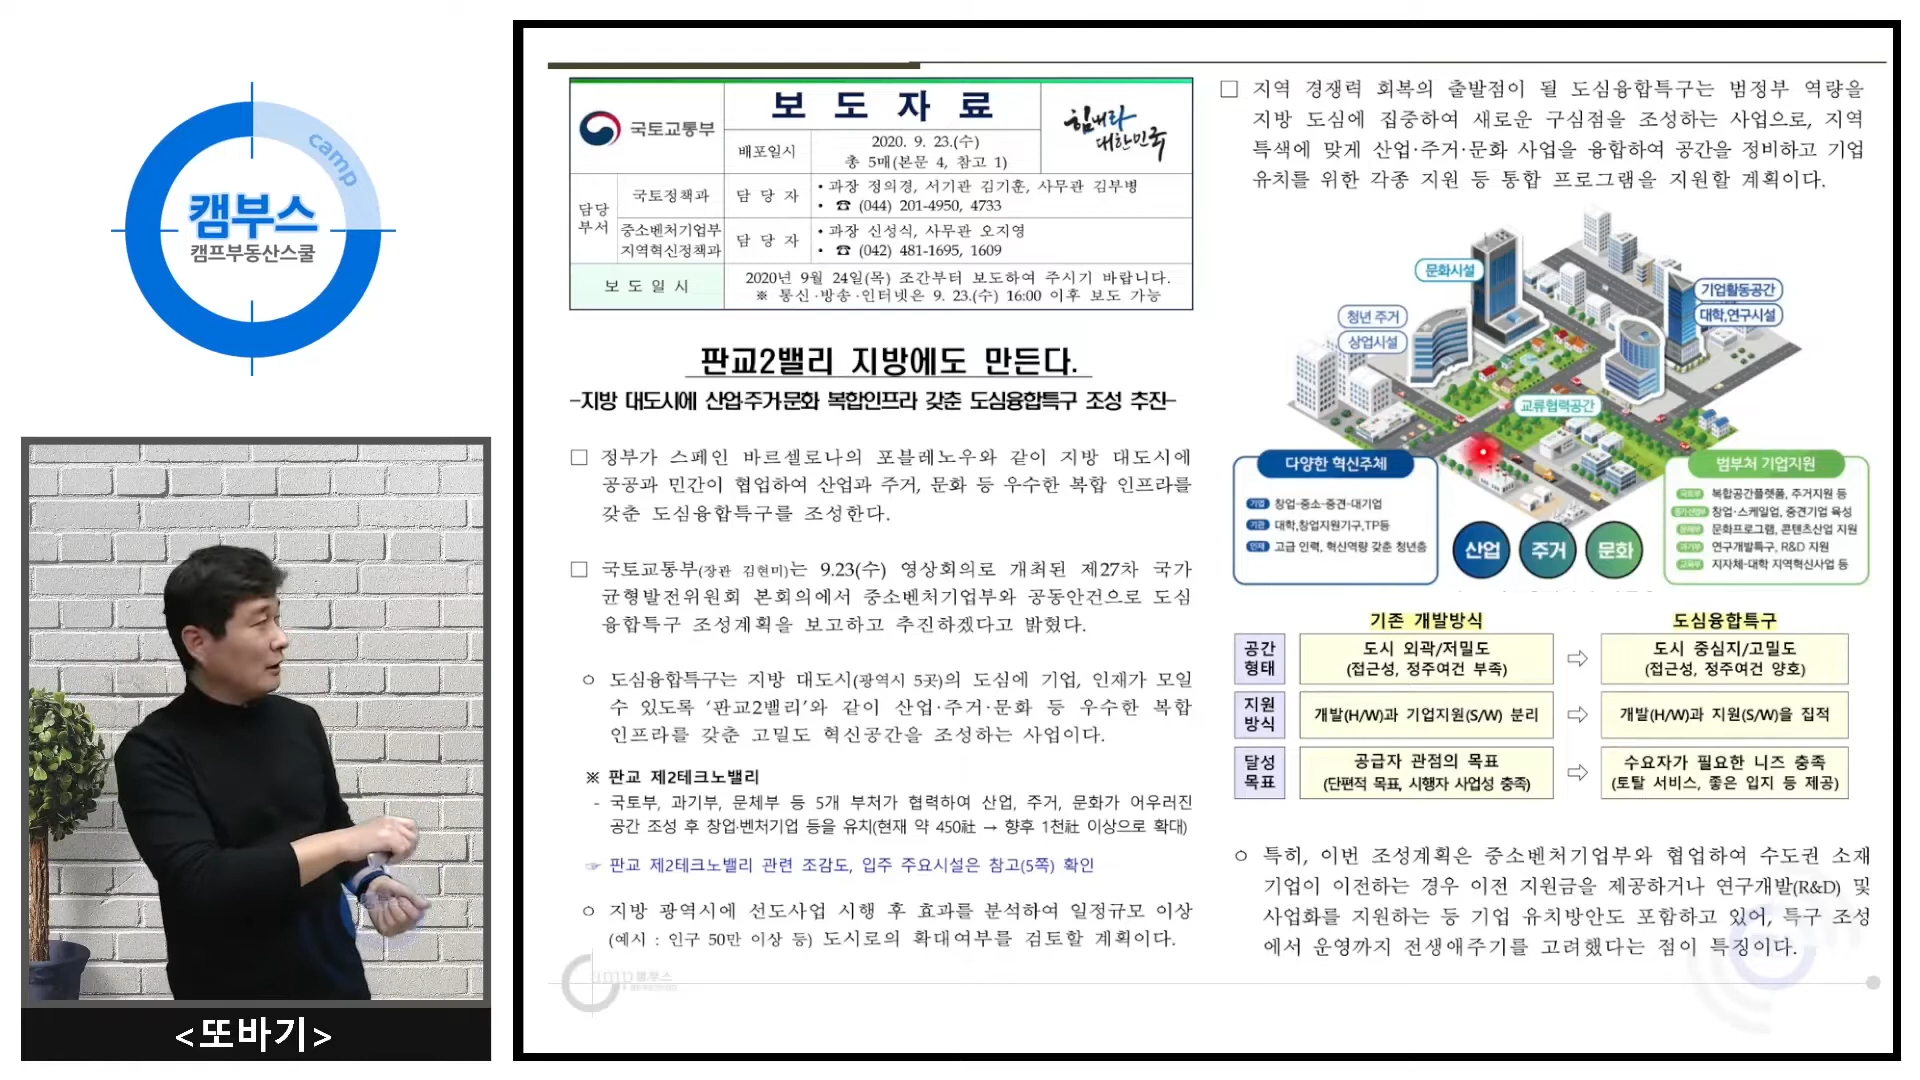 camp
캠부스
캠프부동산스쿨
<또바기>
국토교통부
보 도 자 료
힘내라
대한민국
배포일시
2020. 9. 23.(수)
총 5매(본문 4, 참고 1)
담당
부서
국토정책과
담 당 자
• 과장 정의경, 서기관 김기훈, 사무관 김부병
• ☎ (044) 201-4950, 4733
중소벤처기업부
지역혁신정책과
담 당 자
• 과장 신성식, 사무관 오지영
• ☎ (042) 481-1695, 1609
보 도 일 시
2020년 9월 24일(목) 조간부터 보도하여 주시기 바랍니다.
※ 통신·방송·인터넷은 9. 23.(수) 16:00 이후 보도 가능
판교2밸리 지방에도 만든다.
-지방 대도시에 산업·주거·문화 복합인프라 갖춘 도심융합특구 조성 추진-
□ 정부가 스페인 바르셀로나의 포블레노우와 같이 지방 대도시에
공공과 민간이 협업하여 산업과 주거, 문화 등 우수한 복합 인프라를
갖춘 도심융합특구를 조성한다.
□ 국토교통부(장관 김현미)는 9.23(수) 영상회의로 개최된 제27차 국가
균형발전위원회 본회의에서 중소벤처기업부와 공동안건으로 도심
융합특구 조성계획을 보고하고 추진하겠다고 밝혔다.
ㅇ 도심융합특구는 지방 대도시(광역시 5곳)의 도심에 기업, 인재가 모일
수 있도록 '판교2밸리'와 같이 산업·주거·문화 등 우수한 복합
인프라를 갖춘 고밀도 혁신공간을 조성하는 사업이다.
※ 판교 제2테크노밸리
- 국토부, 과기부, 문체부 등 5개 부처가 협력하여 산업, 주거, 문화가 어우러진
공간 조성 후 창업·벤처기업 등을 유치(현재 약 450社 → 향후 1천社 이상으로 확대)
☞ 판교 제2테크노밸리 관련 조감도, 입주 주요시설은 참고(5쪽) 확인
ㅇ 지방 광역시에 선도사업 시행 후 효과를 분석하여 일정규모 이상
(예시 : 인구 50만 이상 등) 도시로의 확대여부를 검토할 계획이다.
amp 캠부스
□ 지역 경쟁력 회복의 출발점이 될 도심융합특구는 범정부 역량을
지방 도심에 집중하여 새로운 구심점을 조성하는 사업으로, 지역
특색에 맞게 산업·주거·문화 사업을 융합하여 공간을 정비하고 기업
유치를 위한 각종 지원 등 통합 프로그램을 지원할 계획이다.
문화시설
기업활동공간
대학,연구시설
청년 주거
상업시설
교류협력공간
다양한 혁신주체
기업 창업-중소-중견-대기업
기관 대학,창업지원기구,TP등
인재 고급 인력, 혁신역량 갖춘 청년층
산업
주거
문화
범부처 기업지원
국토부 복합공간플랫폼, 주거지원 등
창업·스케일업, 중견기업 육성
문체부 문화프로그램, 콘텐츠산업 지원
과기부 연구개발특구, R&D 지원
교육부 지자체-대학 지역혁신사업 등
기존 개발방식
도심융합특구
공간
형태
도시 외곽/저밀도
(접근성, 정주여건 부족)
⇨
도시 중심지/고밀도
(접근성, 정주여건 양호)
지원
방식
개발(H/W)과 기업지원(S/W) 분리
⇨
개발(H/W)과 지원(S/W)을 집적
달성
목표
공급자 관점의 목표
(단편적 목표, 시행자 사업성 충족)
⇨
수요자가 필요한 니즈 충족
(토탈 서비스, 좋은 입지 등 제공)
ㅇ 특히, 이번 조성계획은 중소벤처기업부와 협업하여 수도권 소재
기업이 이전하는 경우 이전 지원금을 제공하거나 연구개발(R&D) 및
사업화를 지원하는 등 기업 유치방안도 포함하고 있어, 특구 조성
에서 운영까지 전생애주기를 고려했다는 점이 특징이다.